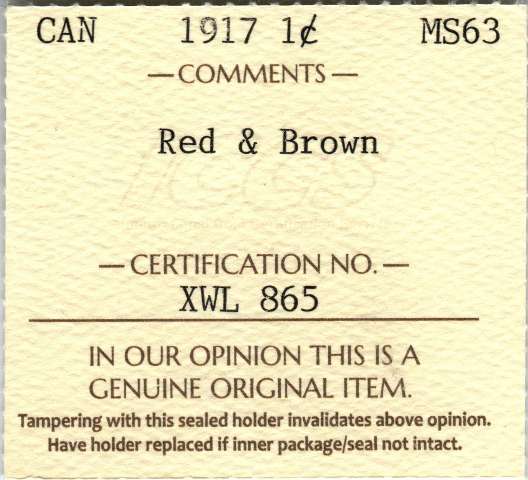 CAN 1917 1¢ MS63
— COMMENTS —
Red & Brown
ICCS
— CERTIFICATION NO. —
XWL 865
IN OUR OPINION THIS IS A
GENUINE ORIGINAL ITEM.
Tampering with this sealed holder invalidates above opinion.
Have holder replaced if inner package/seal not intact.